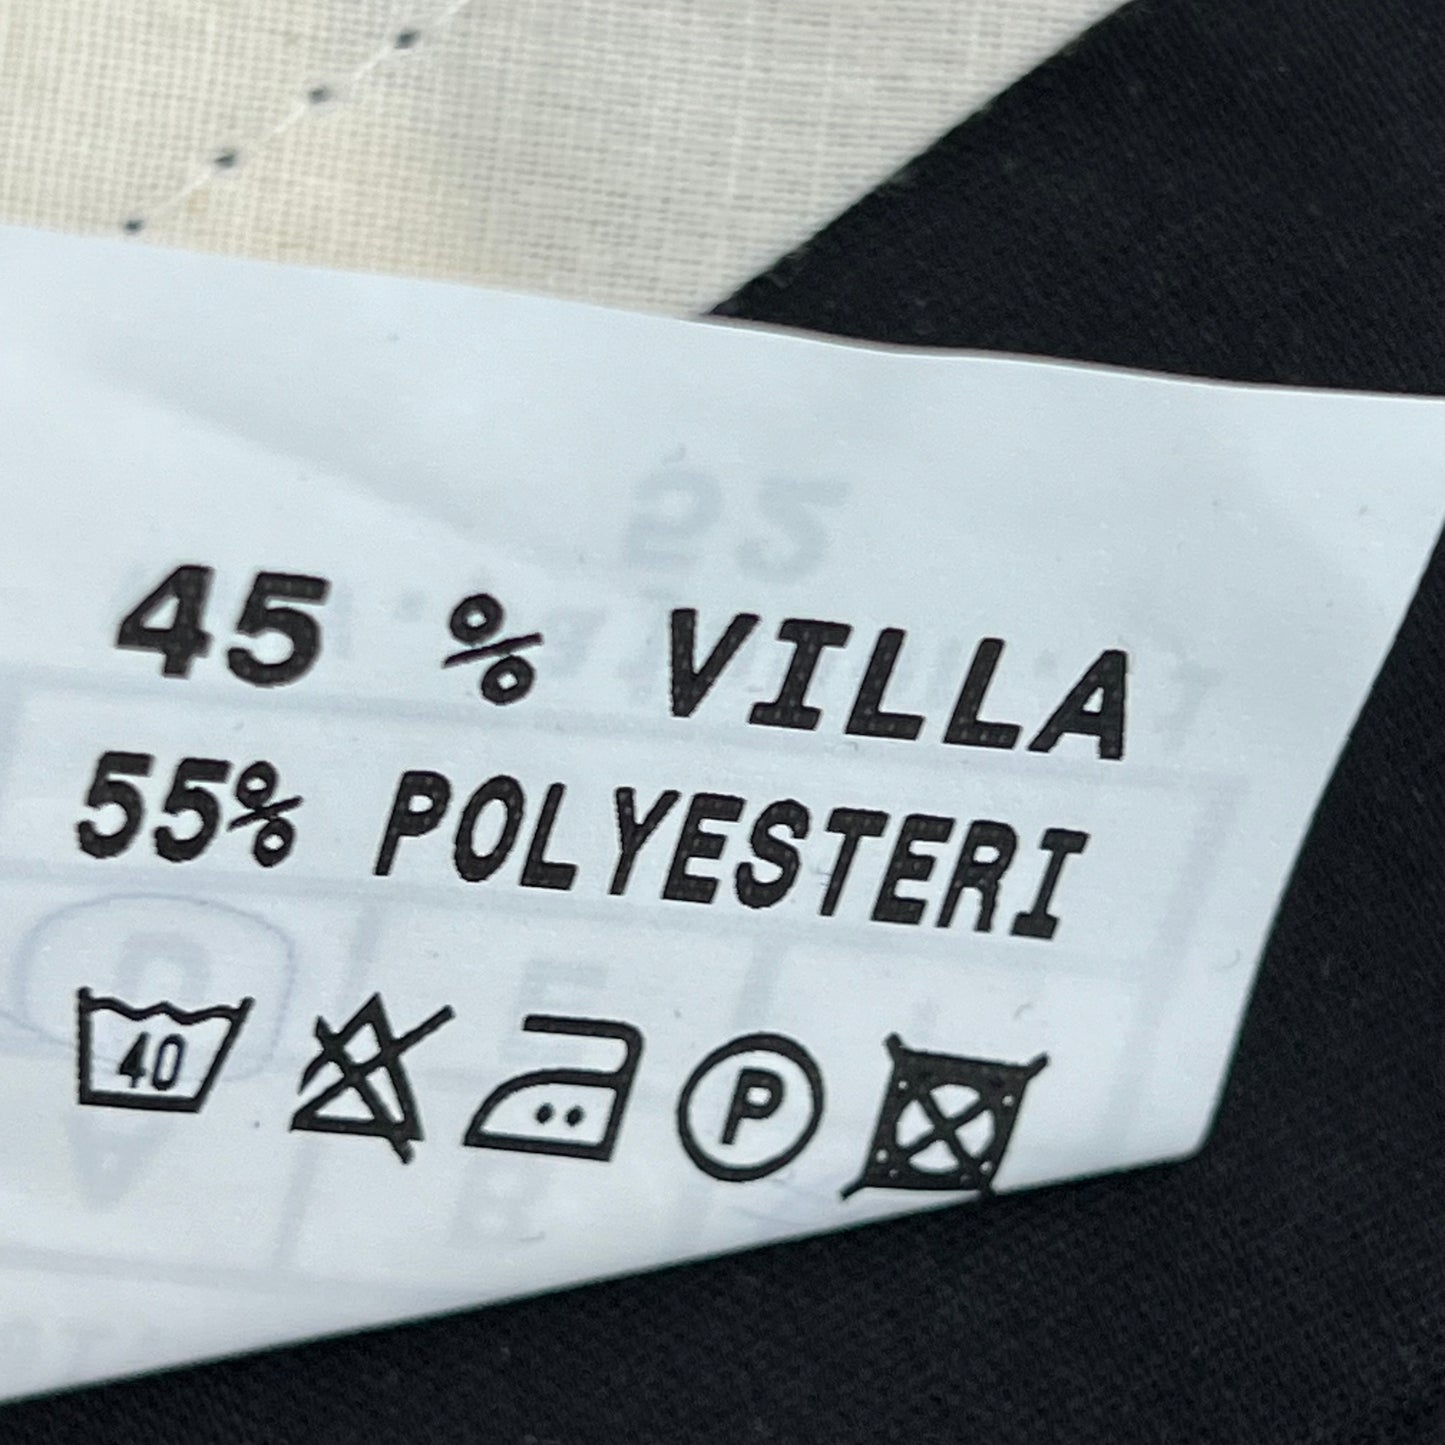 45 % VILLA
55% POLYESTERI
40 P